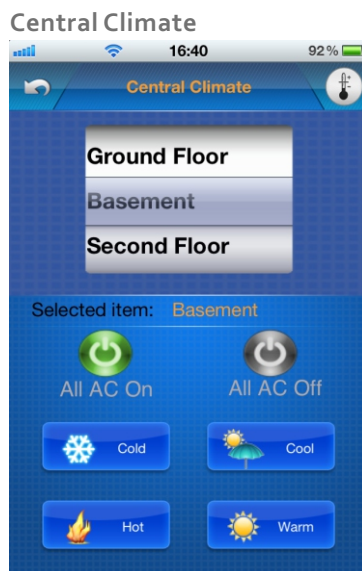 Central Climate
16:40
92%
Central Climate
Ground Floor
Basement
Second Floor
Selected item: Basement
All AC On
All AC Off
Cold
Cool
Hot
Warm